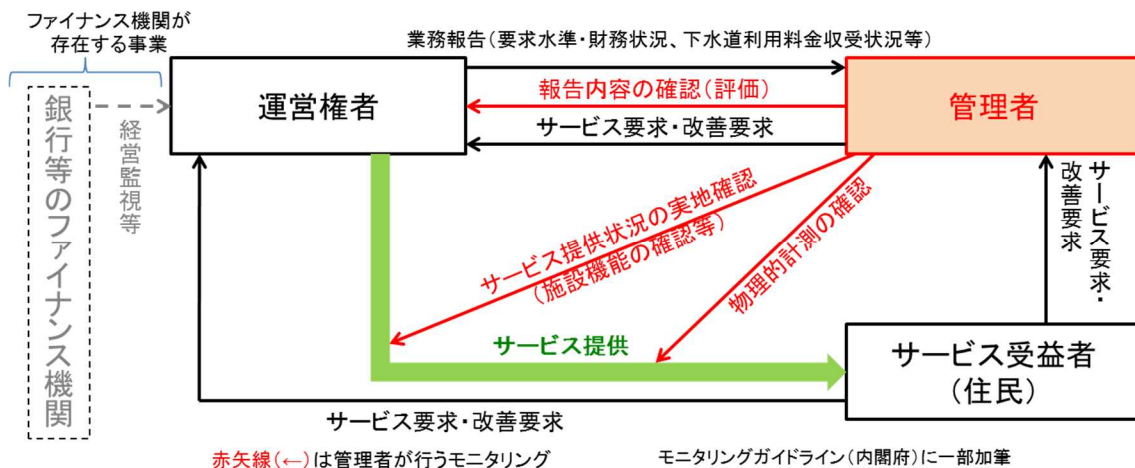 ファイナンス機関が
存在する事業
銀行等のファイナンス機関
経営監視等
運営権者
業務報告(要求水準・財務状況、下水道利用料金収受状況等)
報告内容の確認(評価)
サービス要求・改善要求
管理者
サービス提供状況の実地確認
(施設機能の確認等)
物理的計測の確認
サービス要求・
改善要求
サービス提供
サービス受益者
(住民)
サービス要求・改善要求
赤矢線(←)は管理者が行うモニタリング
モニタリングガイドライン(内閣府)に一部加筆